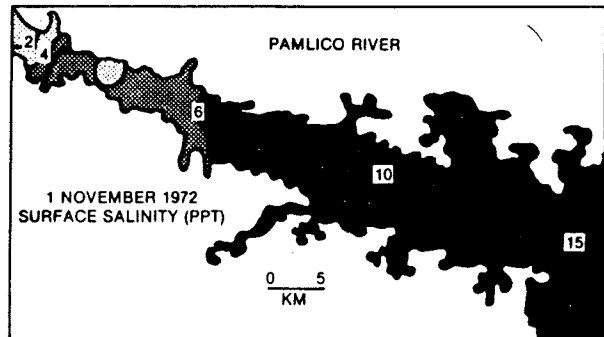 PAMLICO RIVER
2
4
6
10
15
1 NOVEMBER 1972
SURFACE SALINITY (PPT)
0 5
KM